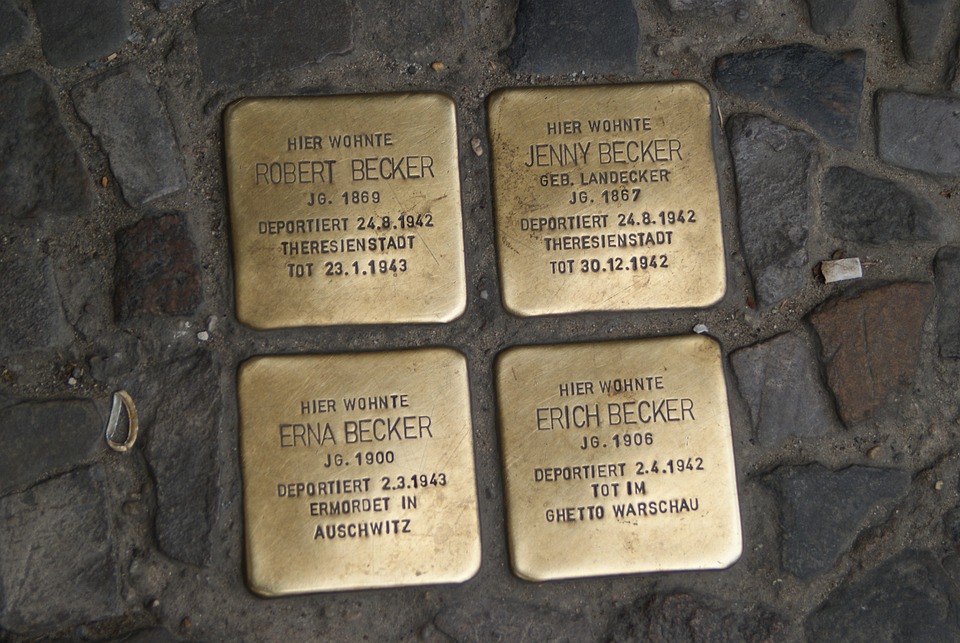 HIER WOHNTE
ROBERT BECKER
JG. 1869
DEPORTIERT 24.8.1942
THERESIENSTADT
TOT 23.1.1943
HIER WOHNTE
JENNY BECKER
GEB. LANDECKER
JG. 1867
DEPORTIERT 24.8.1942
THERESIENSTADT
TOT 30.12.1942
HIER WOHNTE
ERNA BECKER
JG. 1900
DEPORTIERT 2.3.1943
ERMORDET IN
AUSCHWITZ
HIER WOHNTE
ERICH BECKER
JG. 1906
DEPORTIERT 2.4.1942
TOT IM
GHETTO WARSCHAU